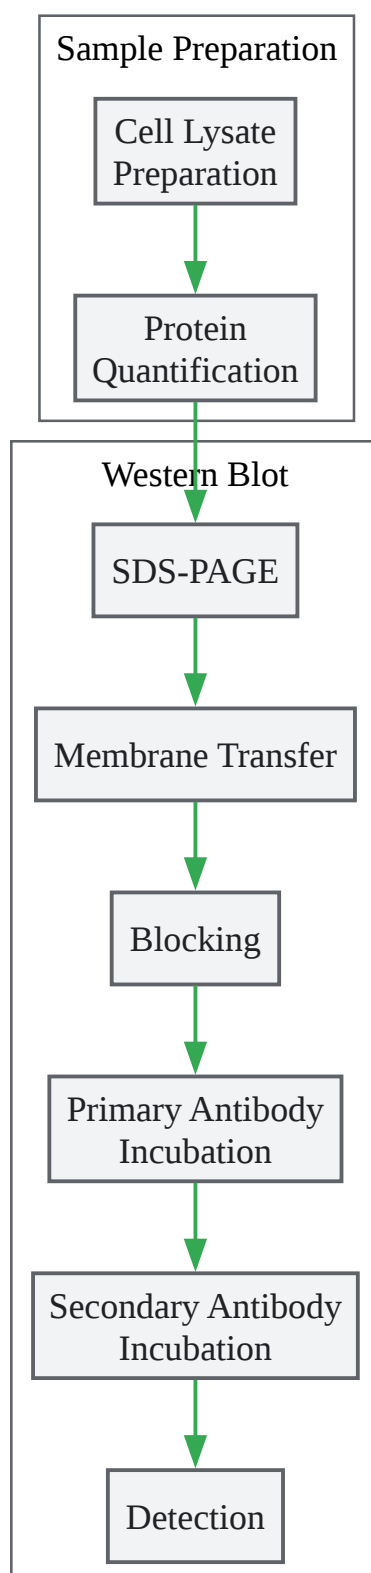 Sample Preparation
Cell Lysate
Preparation
Protein
Quantification
Western Blot
SDS-PAGE
Membrane Transfer
Blocking
Primary Antibody
Incubation
Secondary Antibody
Incubation
Detection